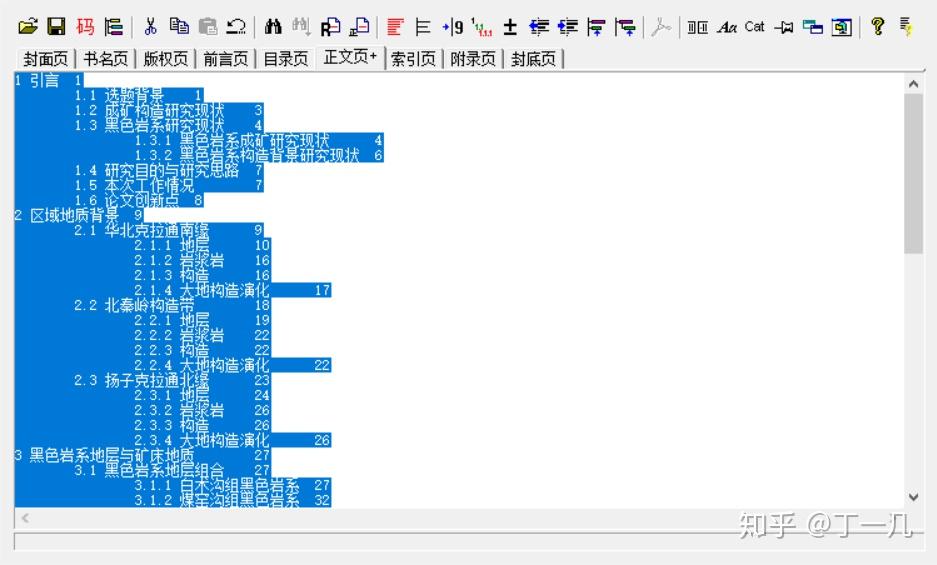 码 9 Aa Cat
封面页 书名页 版权页 前言页 目录页 正文页+ 索引页 附录页 封底页
1 引言 1
1.1 选题背景 1
1.2 成矿构造研究现状 3
1.3 黑色岩系研究现状 4
1.3.1 黑色岩系成矿研究现状 4
1.3.2 黑色岩系构造背景研究现状 6
1.4 研究目的与研究思路 7
1.5 本次工作情况 7
1.6 论文创新点 8
2 区域地质背景 9
2.1 华北克拉通南缘 9
2.1.1 地层 10
2.1.2 岩浆岩 16
2.1.3 构造 16
2.1.4 大地构造演化 17
2.2 北秦岭构造带 18
2.2.1 地层 19
2.2.2 岩浆岩 22
2.2.3 构造 22
2.2.4 大地构造演化 22
2.3 扬子克拉通北缘 23
2.3.1 地层 24
2.3.2 岩浆岩 26
2.3.3 构造 26
2.3.4 大地构造演化 26
3 黑色岩系地层与矿床地质 27
3.1 黑色岩系地层组合 27
3.1.1 白术沟组黑色岩系 27
3.1.2 煤窑沟组黑色岩系 32
知乎 @丁一几